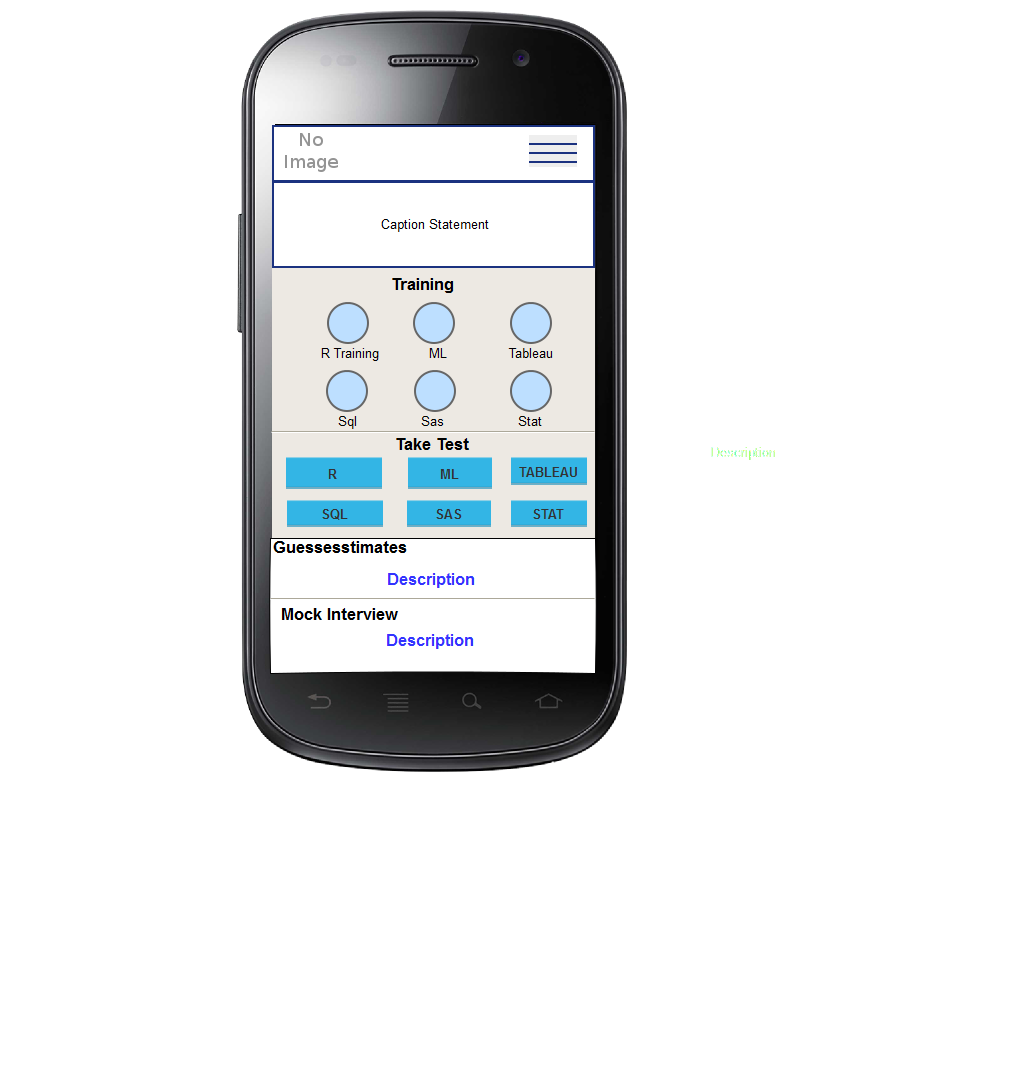 No
Image
Caption Statement
Training
R Training ML Tableau
Sql Sas Stat
Take Test
R ML TABLEAU
SQL SAS STAT
Guessesstimates
Description
Mock Interview
Description
Description